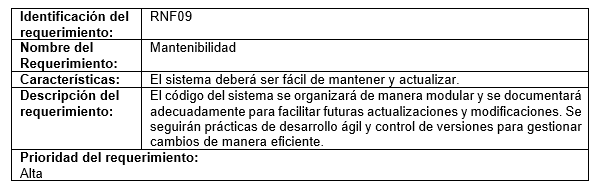 Identificación del RNF09
requerimiento:
Nombre del Mantenibilidad
Requerimiento:
Características: El sistema deberá ser fácil de mantener y actualizar.
Descripción del El código del sistema se organizará de manera modular y se documentará
requerimiento: adecuadamente para facilitar futuras actualizaciones y modificaciones. Se
seguirán prácticas de desarrollo ágil y control de versiones para gestionar
cambios de manera eficiente.
Prioridad del requerimiento:
Alta